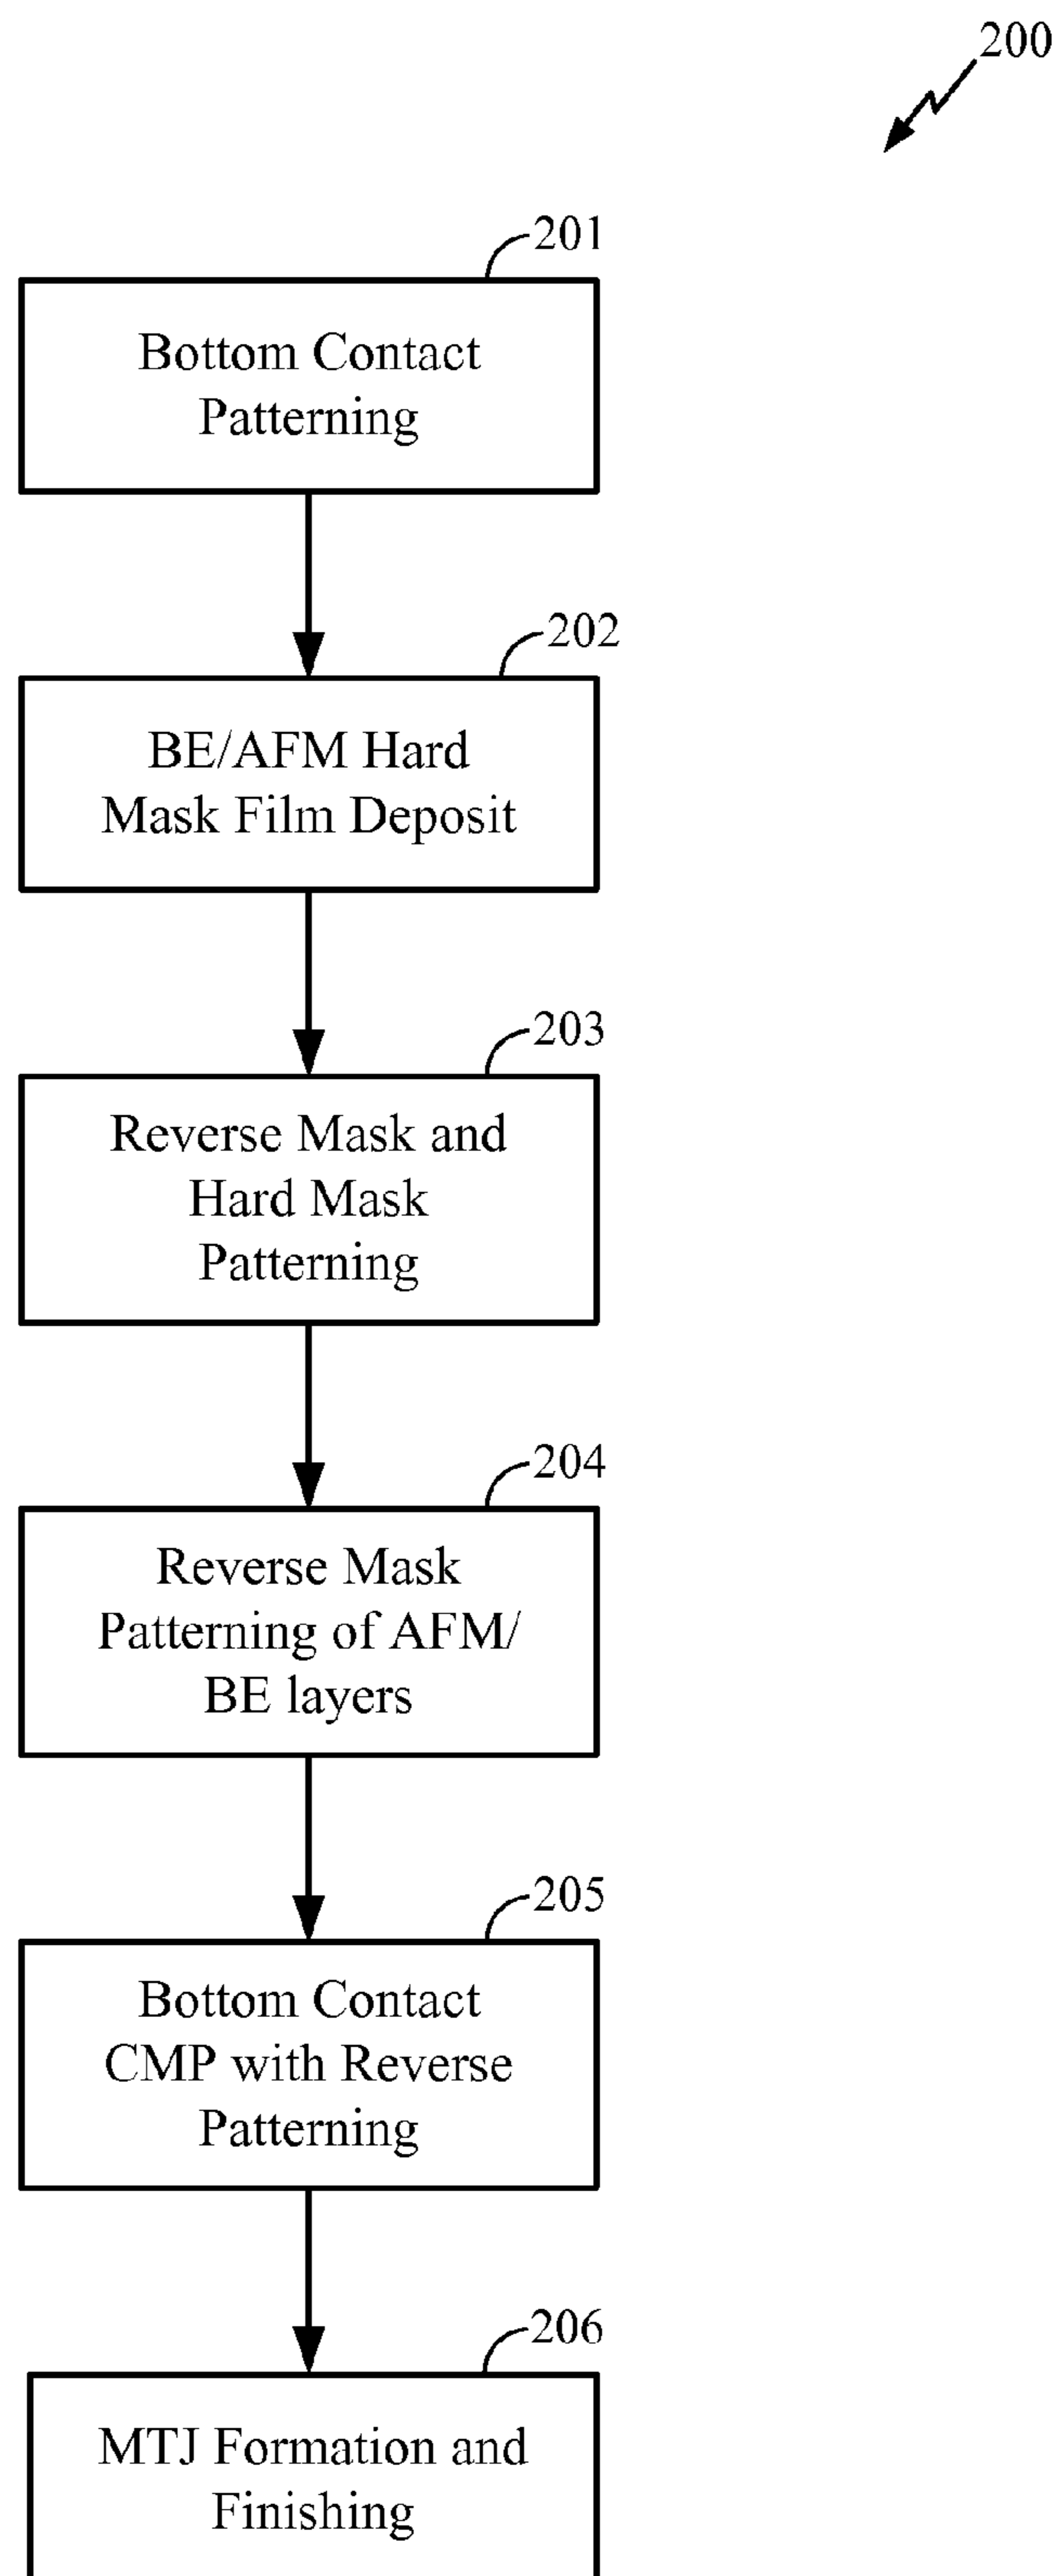 200
201
Bottom Contact
Patterning
202
BE/AFM Hard
Mask Film Deposit
203
Reverse Mask and
Hard Mask
Patterning
204
Reverse Mask
Patterning of AFM/
BE layers
205
Bottom Contact
CMP with Reverse
Patterning
206
MTJ Formation and
Finishing